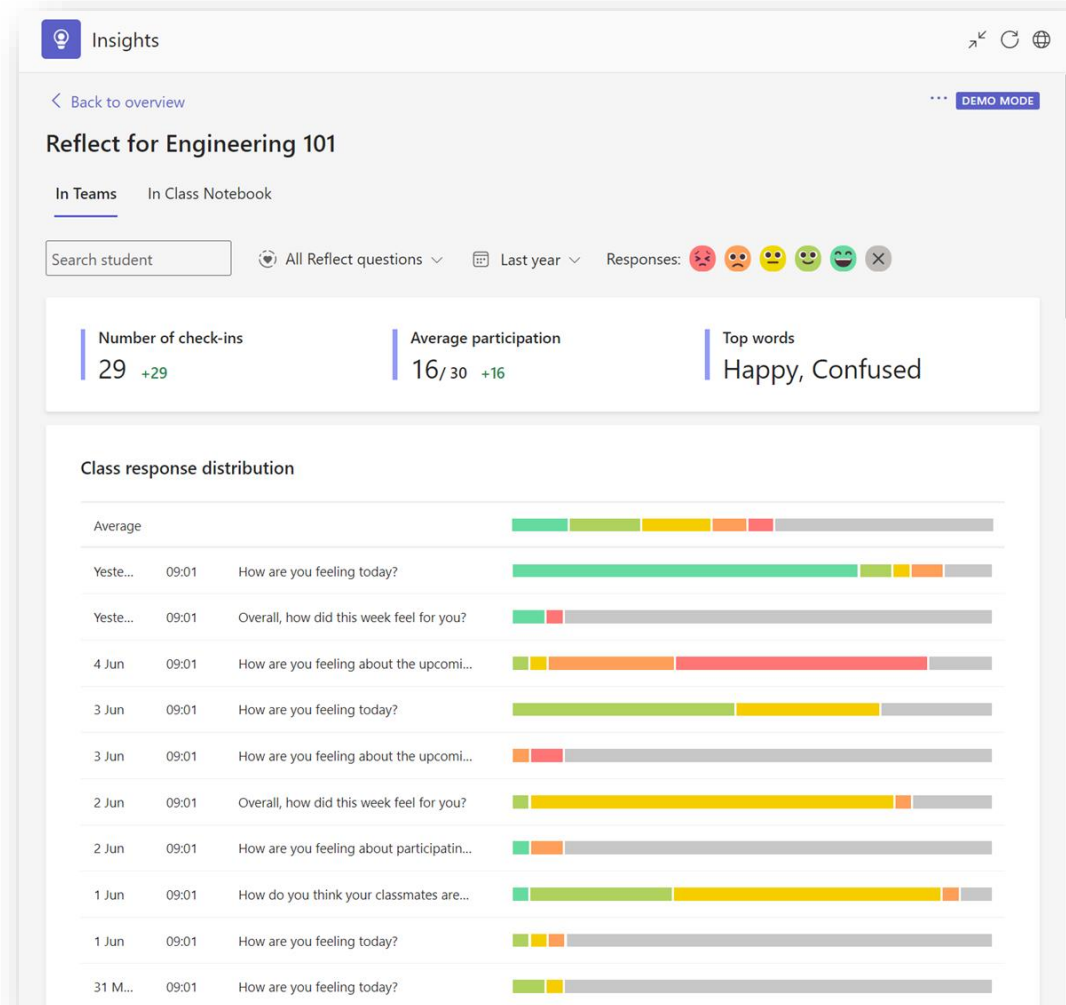 Insights
Back to overview
... DEMO MODE
Reflect for Engineering 101
In Teams In Class Notebook
Search student All Reflect questions Last year Responses:
Number of check-ins Average participation Top words
29 +29 16/ 30 +16 Happy, Confused
Class response distribution
Average
Yeste... 09:01 How are you feeling today?
Yeste... 09:01 Overall, how did this week feel for you?
4 Jun 09:01 How are you feeling about the upcomi...
3 Jun 09:01 How are you feeling today?
3 Jun 09:01 How are you feeling about the upcomi...
2 Jun 09:01 Overall, how did this week feel for you?
2 Jun 09:01 How are you feeling about participatin...
1 Jun 09:01 How do you think your classmates are...
1 Jun 09:01 How are you feeling today?
31 M... 09:01 How are you feeling today?